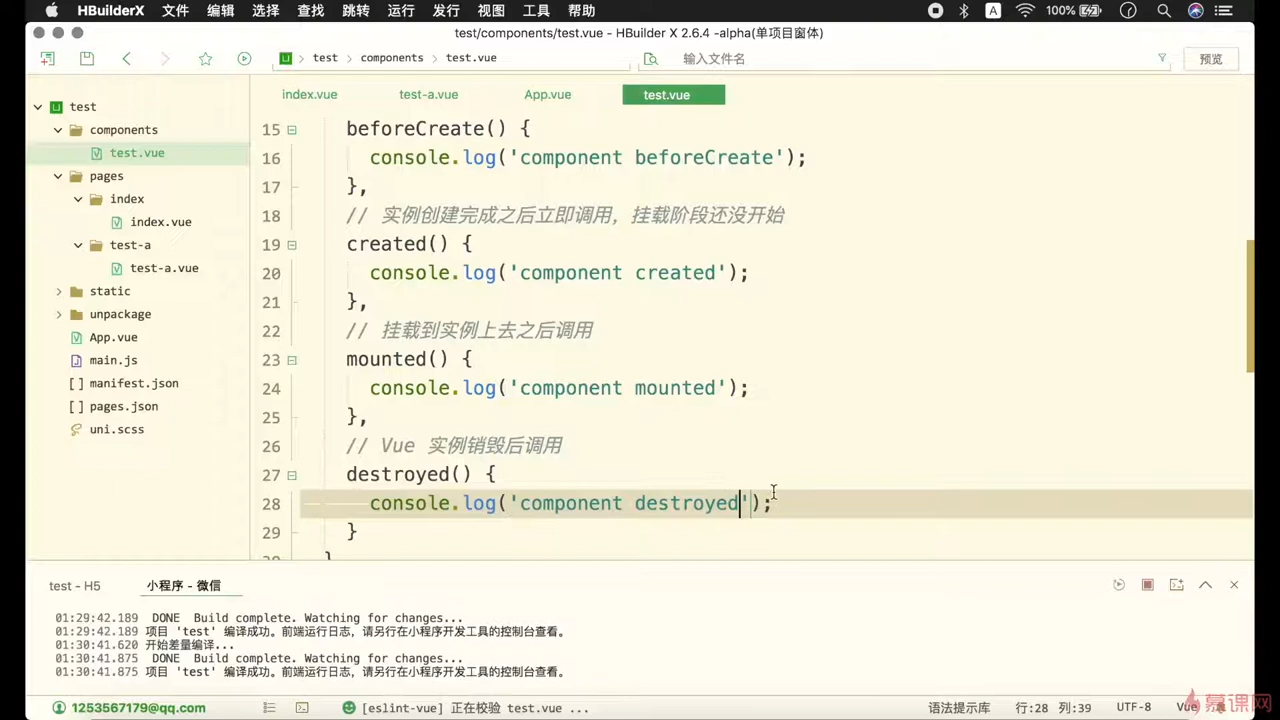 HBuilderX 文件 编辑 选择 查找 跳转 运行 发行 视图 工具 帮助 A 100%
test/components/test.vue - HBuilder X 2.6.4 -alpha(单项目窗体)
test components test.vue 输入文件名 预览
index.vue test-a.vue App.vue test.vue
test
components
test.vue
pages
index
index.vue
test-a
test-a.vue
static
unpackage
App.vue
main.js
manifest.json
pages.json
uni.scss
15 beforeCreate() {
16 console.log('component beforeCreate');
17 },
18 // 实例创建完成之后立即调用，挂载阶段还没开始
19 created() {
20 console.log('component created');
21 },
22 // 挂载到实例上去之后调用
23 mounted() {
24 console.log('component mounted');
25 },
26 // Vue 实例销毁后调用
27 destroyed() {
28 console.log('component destroyed');
29 }
30 }
test - H5 小程序 - 微信
01:29:42.189 DONE Build complete. Watching for changes...
01:29:42.189 项目 'test' 编译成功。前端运行日志，请另行在小程序开发工具的控制台查看。
01:30:41.620 开始差量编译...
01:30:41.875 DONE Build complete. Watching for changes...
01:30:41.875 项目 'test' 编译成功。前端运行日志，请另行在小程序开发工具的控制台查看。
1253567179@qq.com [eslint-vue] 正在校验 test.vue ... 语法提示库 行:28 列:39 UTF-8 Vue
慕课网